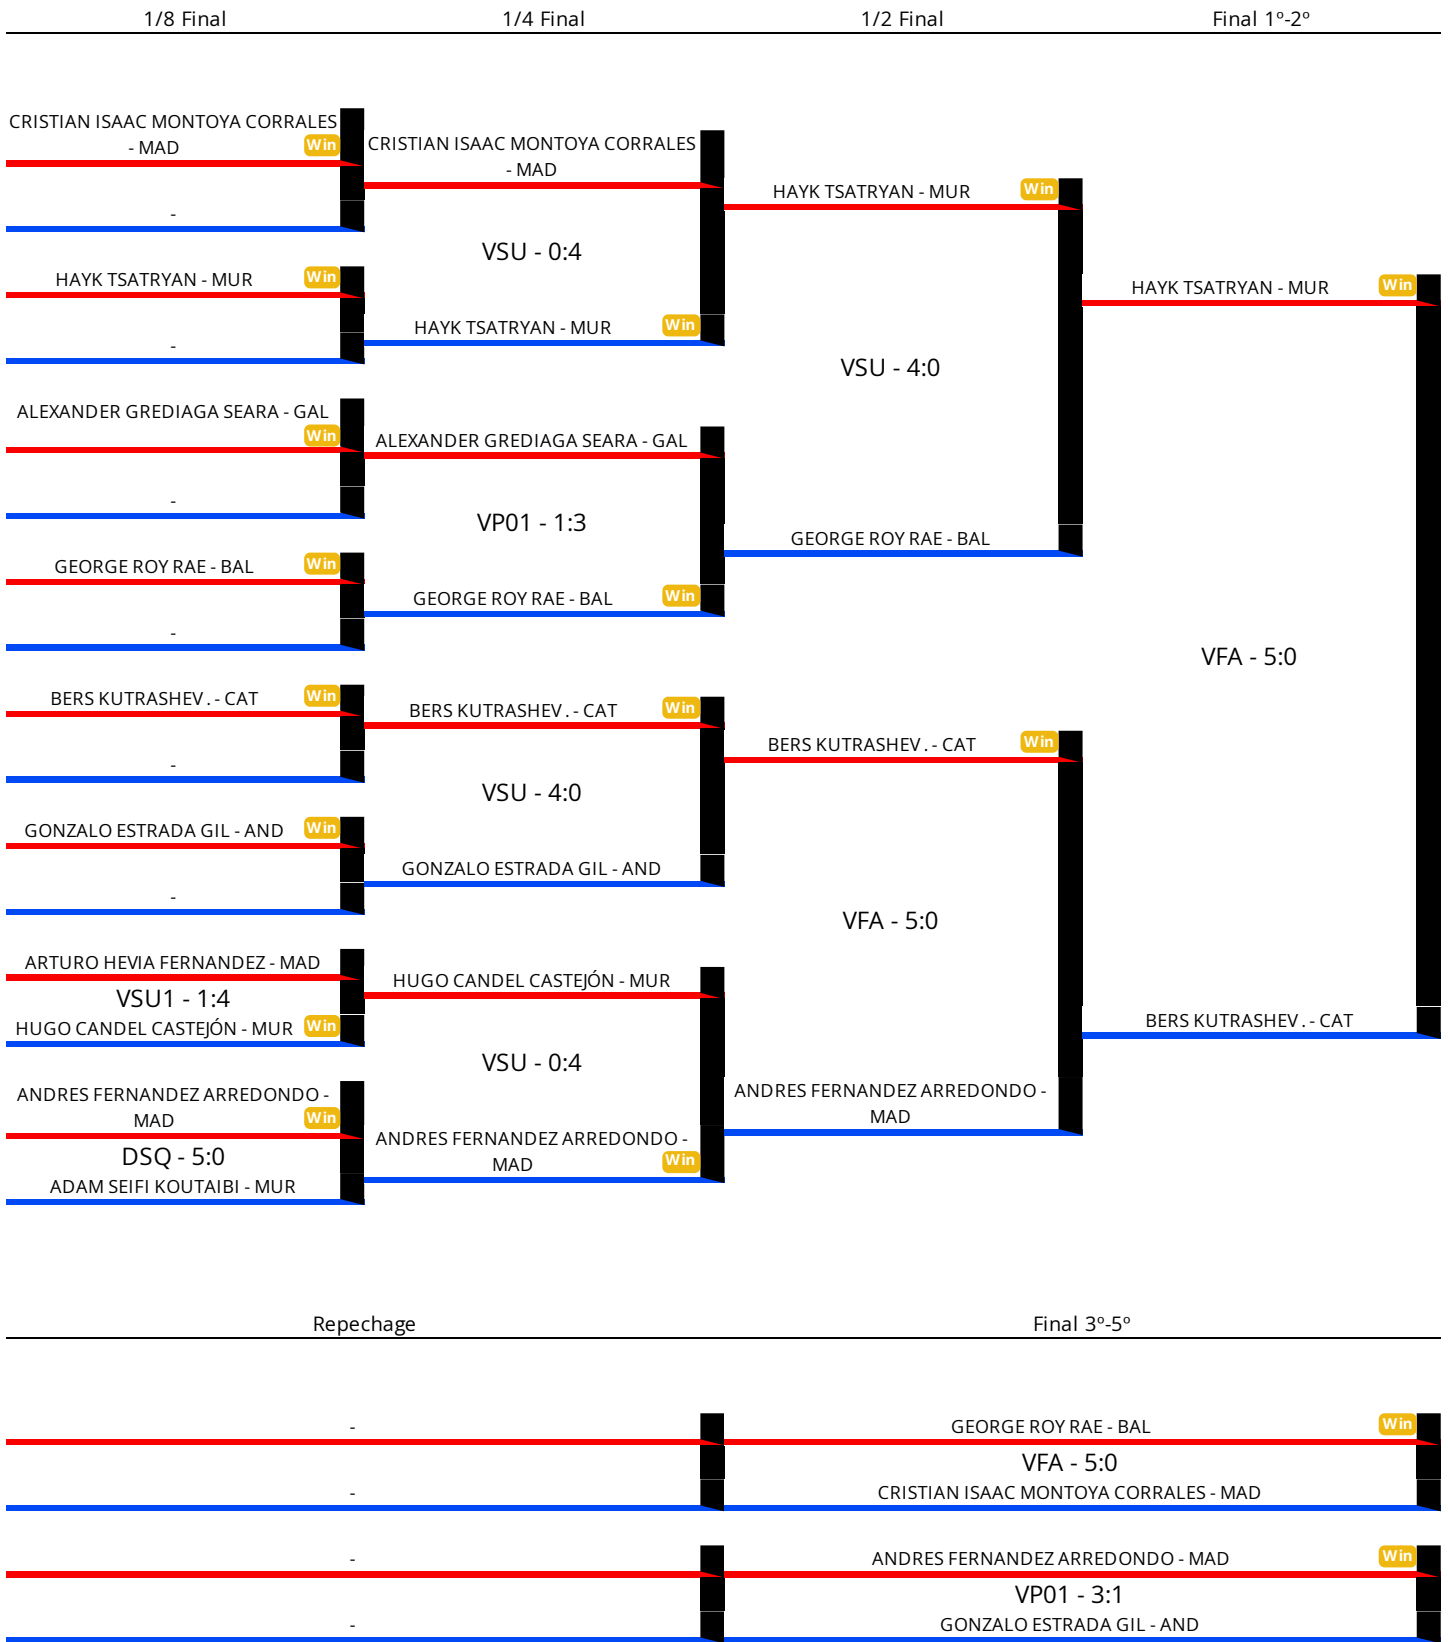 1/8 Final
1/4 Final
1/2 Final
Final 1º-2º
CRISTIAN ISAAC MONTOYA CORRALES
- MAD
Win
-
HAYK TSATRYAN - MUR
Win
-
ALEXANDER GREDIAGA SEARA - GAL
Win
-
GEORGE ROY RAE - BAL
Win
-
BERS KUTRASHEV . - CAT
Win
-
GONZALO ESTRADA GIL - AND
Win
-
ARTURO HEVIA FERNANDEZ - MAD
VSU1 - 1:4
HUGO CANDEL CASTEJÓN - MUR
Win
ANDRES FERNANDEZ ARREDONDO -
MAD
Win
DSQ - 5:0
ADAM SEIFI KOUTAIBI - MUR
CRISTIAN ISAAC MONTOYA CORRALES
- MAD
VSU - 0:4
HAYK TSATRYAN - MUR
Win
ALEXANDER GREDIAGA SEARA - GAL
VP01 - 1:3
GEORGE ROY RAE - BAL
Win
BERS KUTRASHEV . - CAT
Win
VSU - 4:0
GONZALO ESTRADA GIL - AND
HUGO CANDEL CASTEJÓN - MUR
VSU - 0:4
ANDRES FERNANDEZ ARREDONDO -
MAD
Win
HAYK TSATRYAN - MUR
Win
VSU - 4:0
GEORGE ROY RAE - BAL
BERS KUTRASHEV . - CAT
Win
VFA - 5:0
ANDRES FERNANDEZ ARREDONDO -
MAD
HAYK TSATRYAN - MUR
Win
VFA - 5:0
BERS KUTRASHEV . - CAT
Repechage
Final 3º-5º
-
-
-
-
GEORGE ROY RAE - BAL
Win
VFA - 5:0
CRISTIAN ISAAC MONTOYA CORRALES - MAD
ANDRES FERNANDEZ ARREDONDO - MAD
Win
VP01 - 3:1
GONZALO ESTRADA GIL - AND